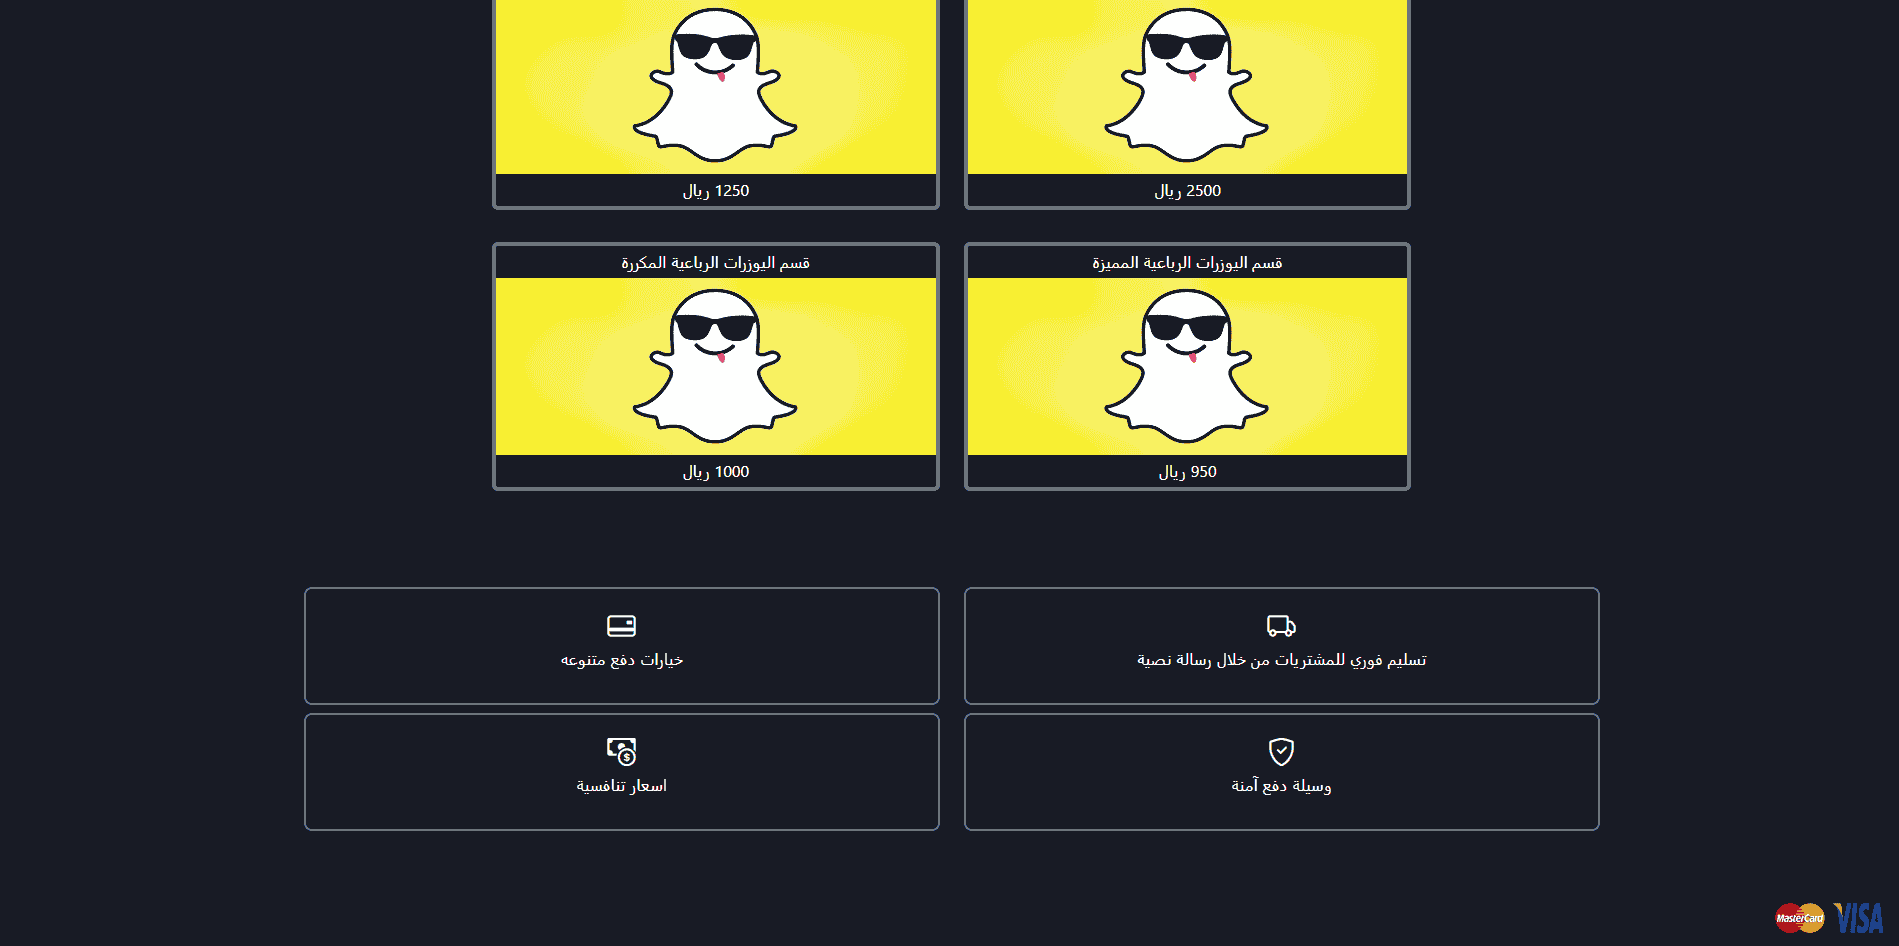 2500 ريال
1250 ريال
قسم اليوزرات الرباعية المميزة
قسم اليوزرات الرباعية المكررة
950 ريال
1000 ريال
تسليم فوري للمشتريات من خلال رسالة نصية
خيارات دفع متنوعه
وسيلة دفع آمنة
اسعار تنافسية
MasterCard VISA